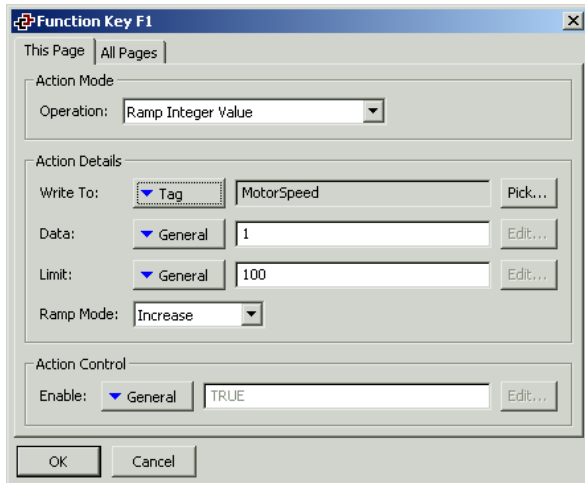 Function Key F1
This Page All Pages
Action Mode
Operation: Ramp Integer Value
Action Details
Write To: Tag MotorSpeed Pick...
Data: General 1 Edit...
Limit: General 100 Edit...
Ramp Mode: Increase
Action Control
Enable: General TRUE Edit...
OK Cancel